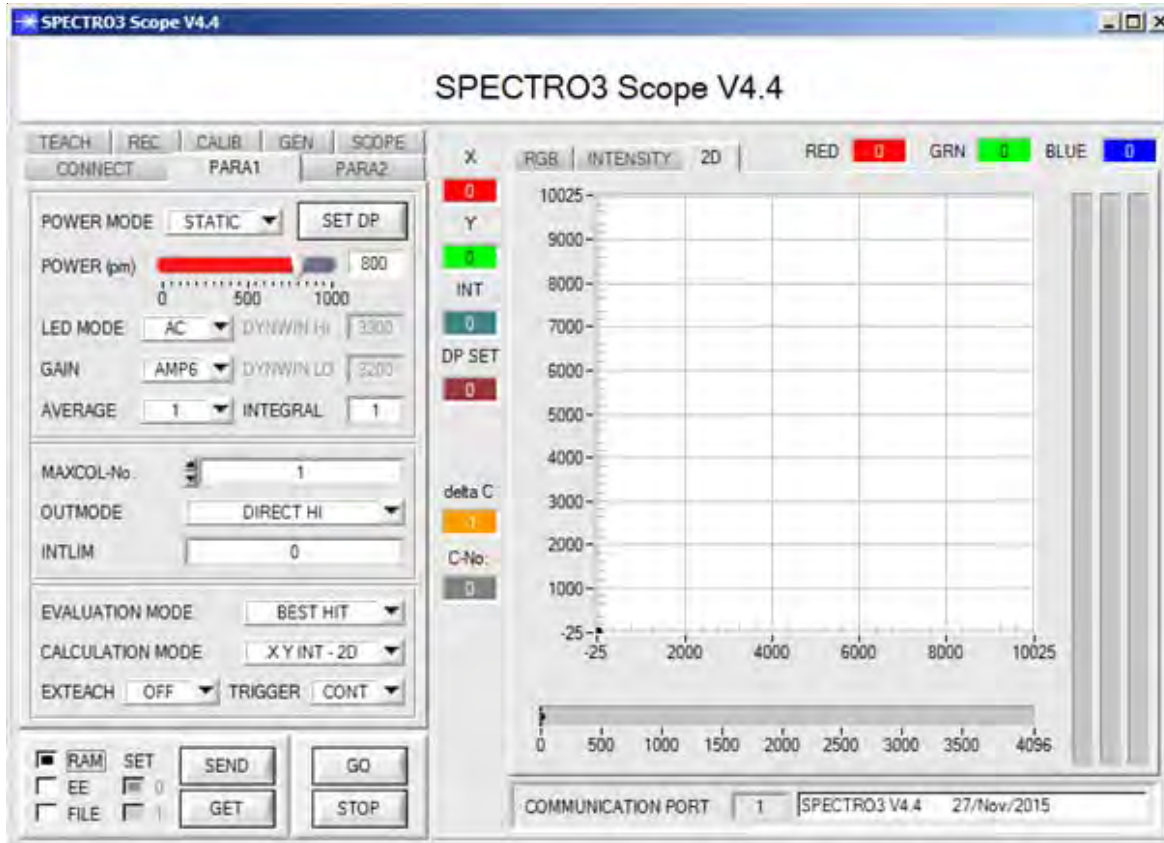 SPECTRO3 Scope V4.4
SPECTRO3 Scope V4.4
TEACH REC CALIB GEN SCOPE
CONNECT PARA1 PARA2
POWER MODE STATIC SET DP
POWER (pm) 800
0 500 1000
LED MODE AC DYNWIN HI 3300
GAIN AMP6 DYNWIN LO 3200
AVERAGE 1 INTEGRAL 1
MAXCOL-No. 1
OUTMODE DIRECT HI
INTLIM 0
EVALUATION MODE BEST HIT
CALCULATION MODE X Y INT - 2D
EXTEACH OFF TRIGGER CONT
RAM SET SEND GO
EE 0
FILE 1 GET STOP
X
0
Y
0
INT
0
DP SET
0
delta C
-1
C-No.:
0
RGB INTENSITY 2D RED 0 GRN 0 BLUE 0
10025
9000
8000
7000
6000
5000
4000
3000
2000
1000
-25
-25 2000 4000 6000 8000 10025
0 500 1000 1500 2000 2500 3000 3500 4096
COMMUNICATION PORT 1 SPECTRO3 V4.4 27/Nov/2015